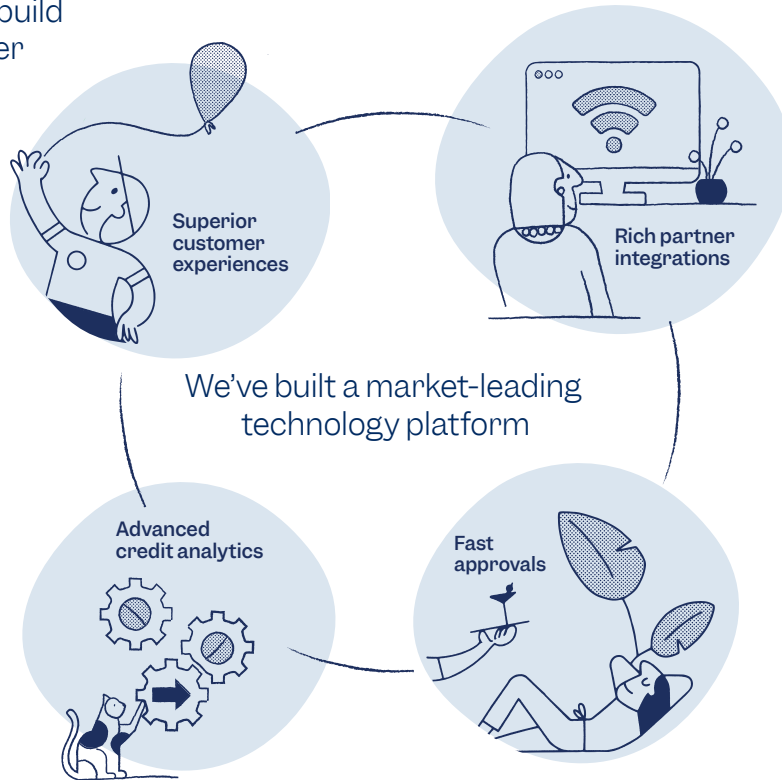 build
er
Superior
customer
experiences
Rich partner
integrations
We’ve built a market-leading
technology platform
Advanced
credit analytics
Fast
approvals